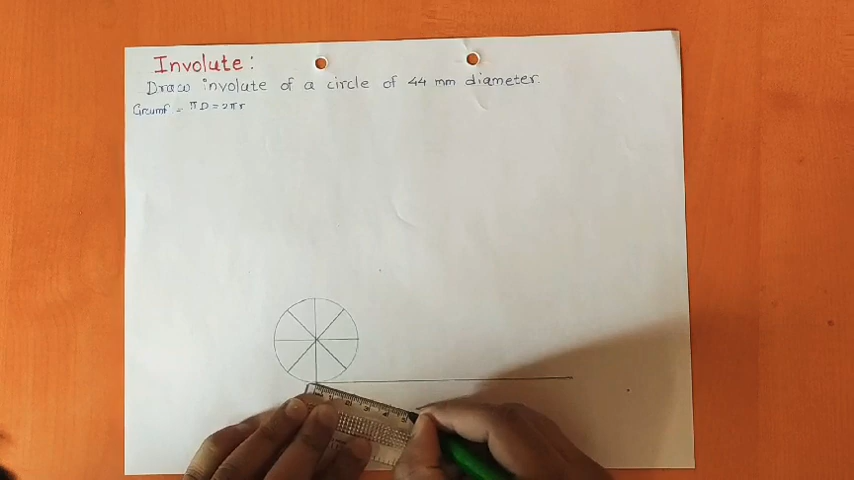 Involute:
Draw involute of a circle of 44 mm diameter.
Circumf = πD = 2πr